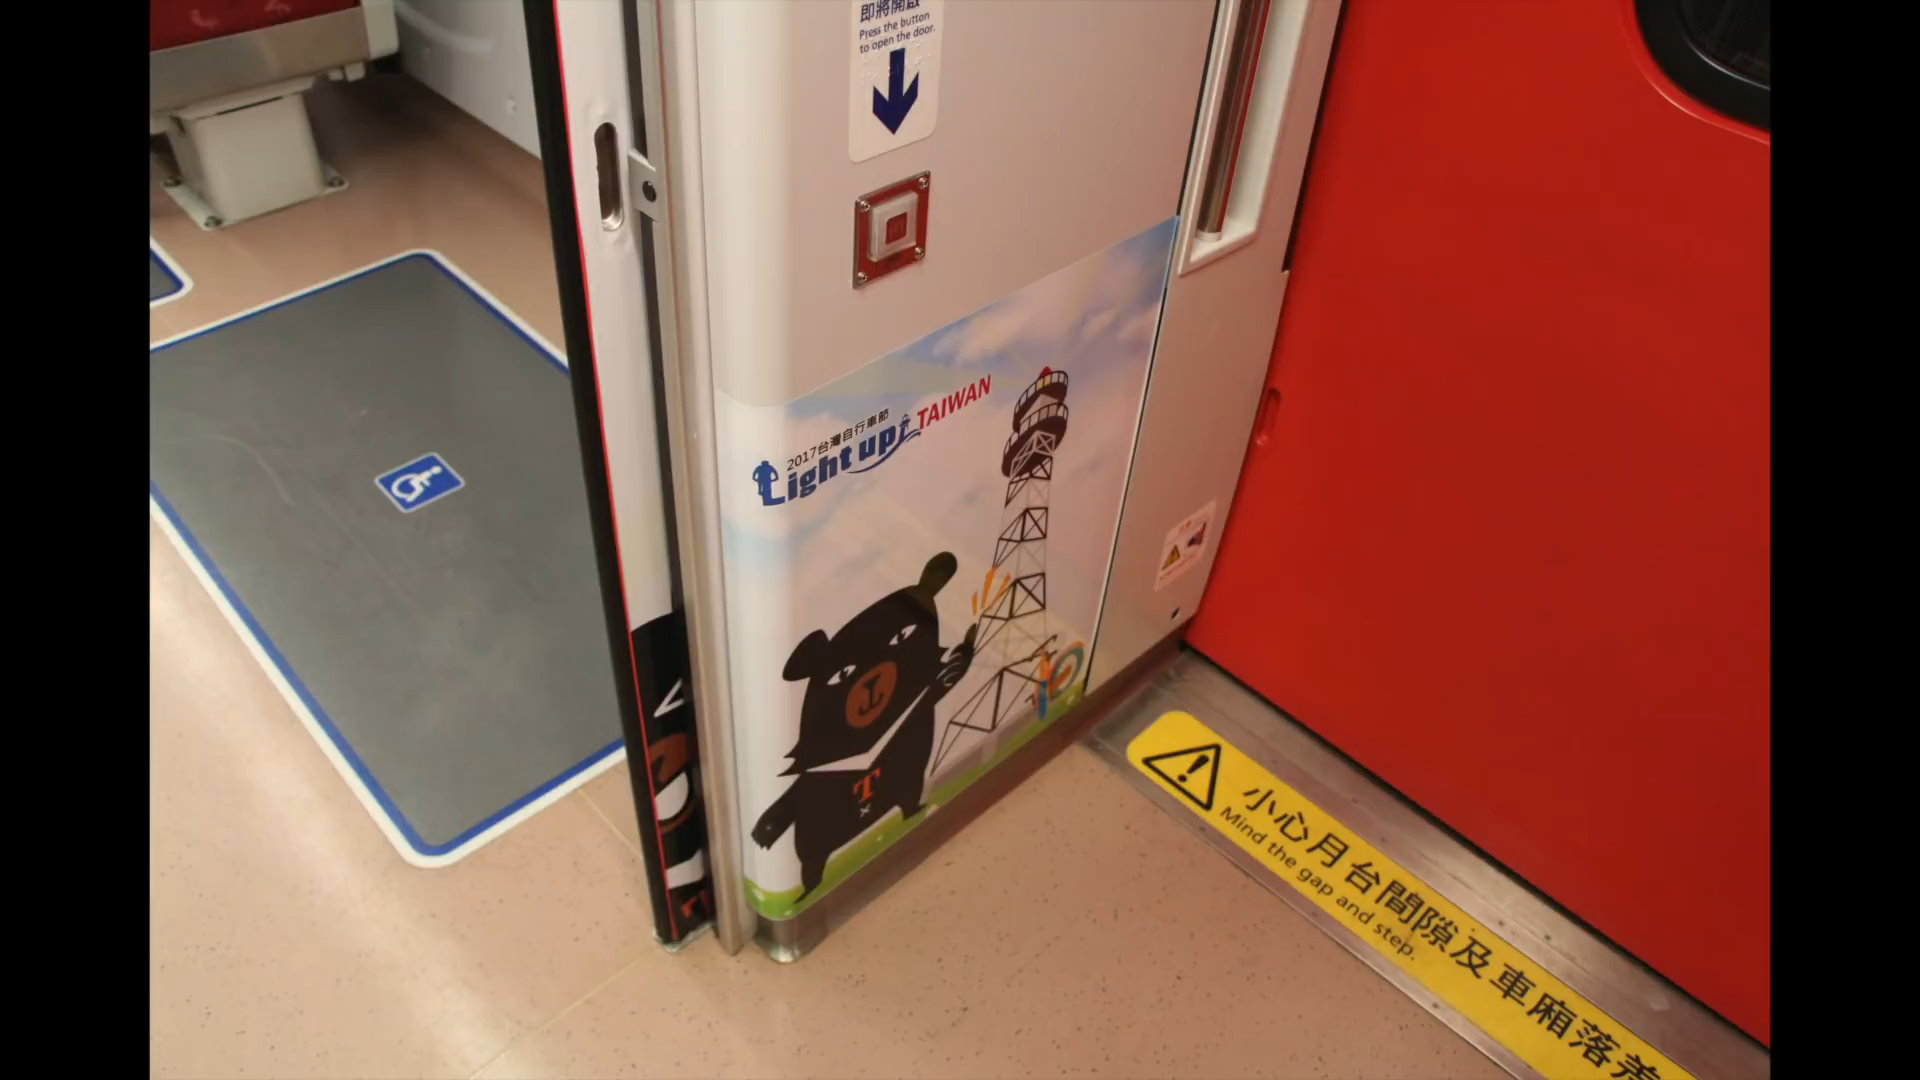 即將開啟
Press the button
to open the door.
2017台灣自行車節
Light up TAIWAN
T
小心月台間隙及車廂落差
Mind the gap and step.